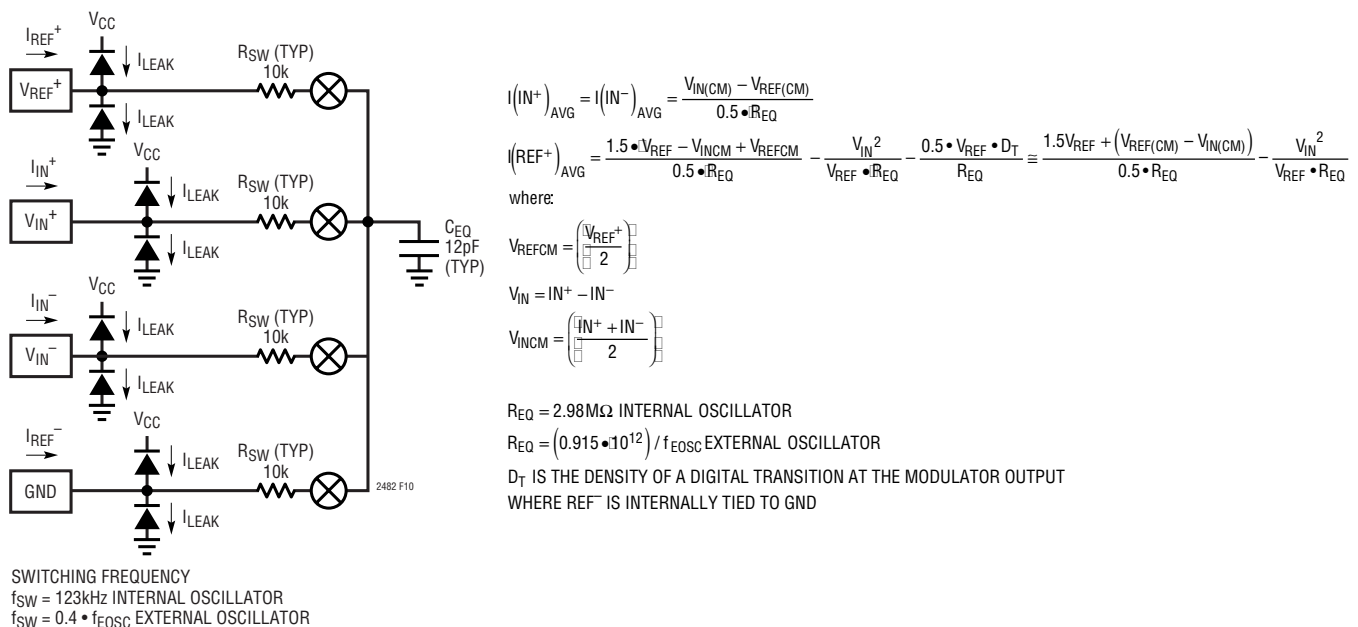 VCC
IREF+
ILEAK
RSW (TYP)
10k
VREF+
ILEAK
VCC
IIN+
ILEAK
RSW (TYP)
10k
VIN+
ILEAK
CEQ
12pF
(TYP)
VCC
IIN−
ILEAK
RSW (TYP)
10k
VIN−
ILEAK
VCC
IREF−
ILEAK
RSW (TYP)
10k
GND
ILEAK
2482 F10
SWITCHING FREQUENCY
fSW = 123kHz INTERNAL OSCILLATOR
fSW = 0.4 • fEOSC EXTERNAL OSCILLATOR
I(IN+)AVG = I(IN−)AVG = (VIN(CM) − VREF(CM)) / (0.5 • REQ)
I(REF+)AVG = (1.5 • VREF − VINCM + VREFCM) / (0.5 • REQ) − VIN² / (VREF • REQ) − (0.5 • VREF • DT) / REQ ≅ (1.5VREF + (VREF(CM) − VIN(CM))) / (0.5 • REQ) − VIN² / (VREF • REQ)
where:
VREFCM = (VREF+ / 2)
VIN = IN+ − IN−
VINCM = ((IN+ + IN−) / 2)
REQ = 2.98MΩ INTERNAL OSCILLATOR
REQ = (0.915 • 10¹²) / fEOSC EXTERNAL OSCILLATOR
DT IS THE DENSITY OF A DIGITAL TRANSITION AT THE MODULATOR OUTPUT
WHERE REF− IS INTERNALLY TIED TO GND